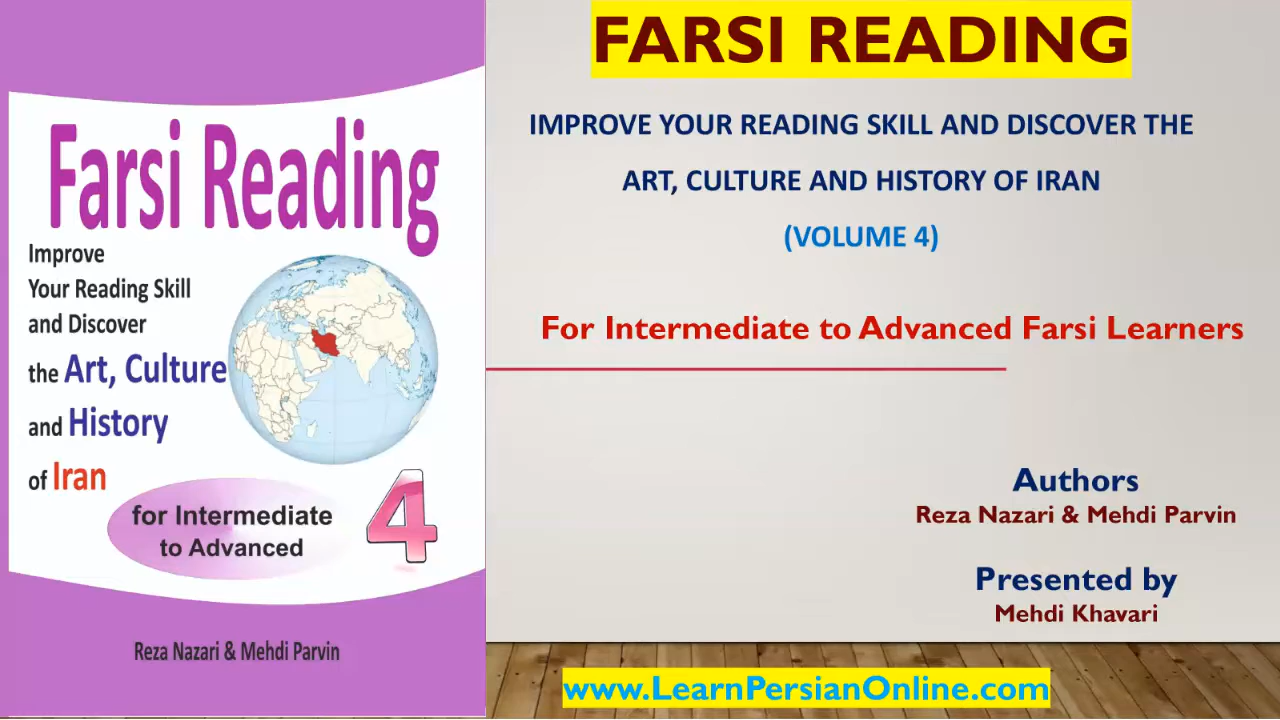 Farsi Reading
Improve
Your Reading Skill
and Discover
the Art, Culture
and History
of Iran
for Intermediate
to Advanced
4
Reza Nazari & Mehdi Parvin
FARSI READING
IMPROVE YOUR READING SKILL AND DISCOVER THE
ART, CULTURE AND HISTORY OF IRAN
(VOLUME 4)
For Intermediate to Advanced Farsi Learners
Authors
Reza Nazari & Mehdi Parvin
Presented by
Mehdi Khavari
www.LearnPersianOnline.com